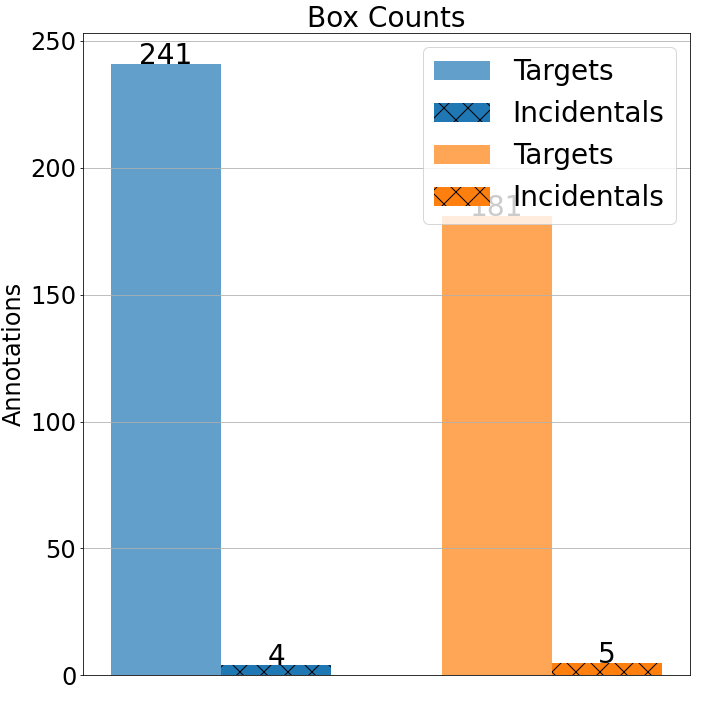 Box Counts
Annotations
250
200
150
100
50
0
241
4
181
5
Targets
Incidentals
Targets
Incidentals